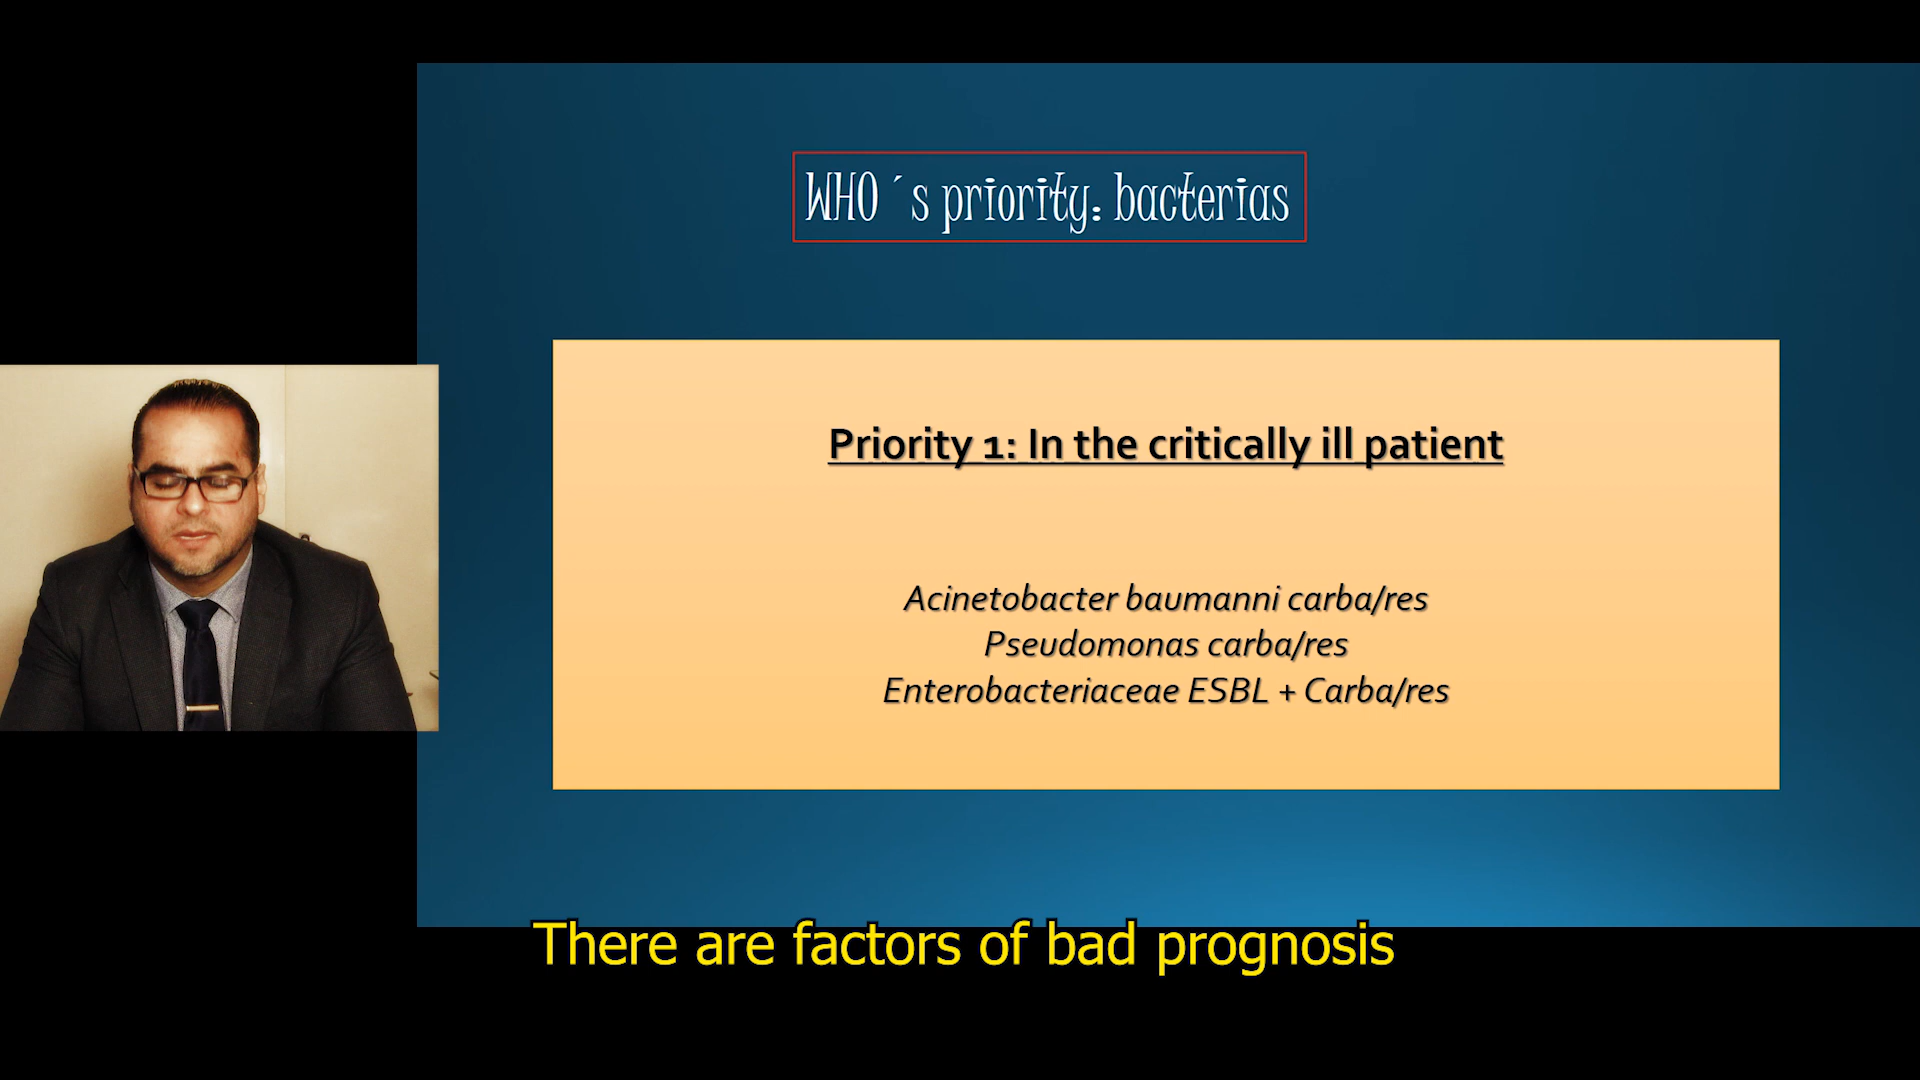 WHO´s priority: bacterias
Priority 1: In the critically ill patient
Acinetobacter baumanni carba/res
Pseudomonas carba/res
Enterobacteriaceae ESBL + Carba/res
There are factors of bad prognosis